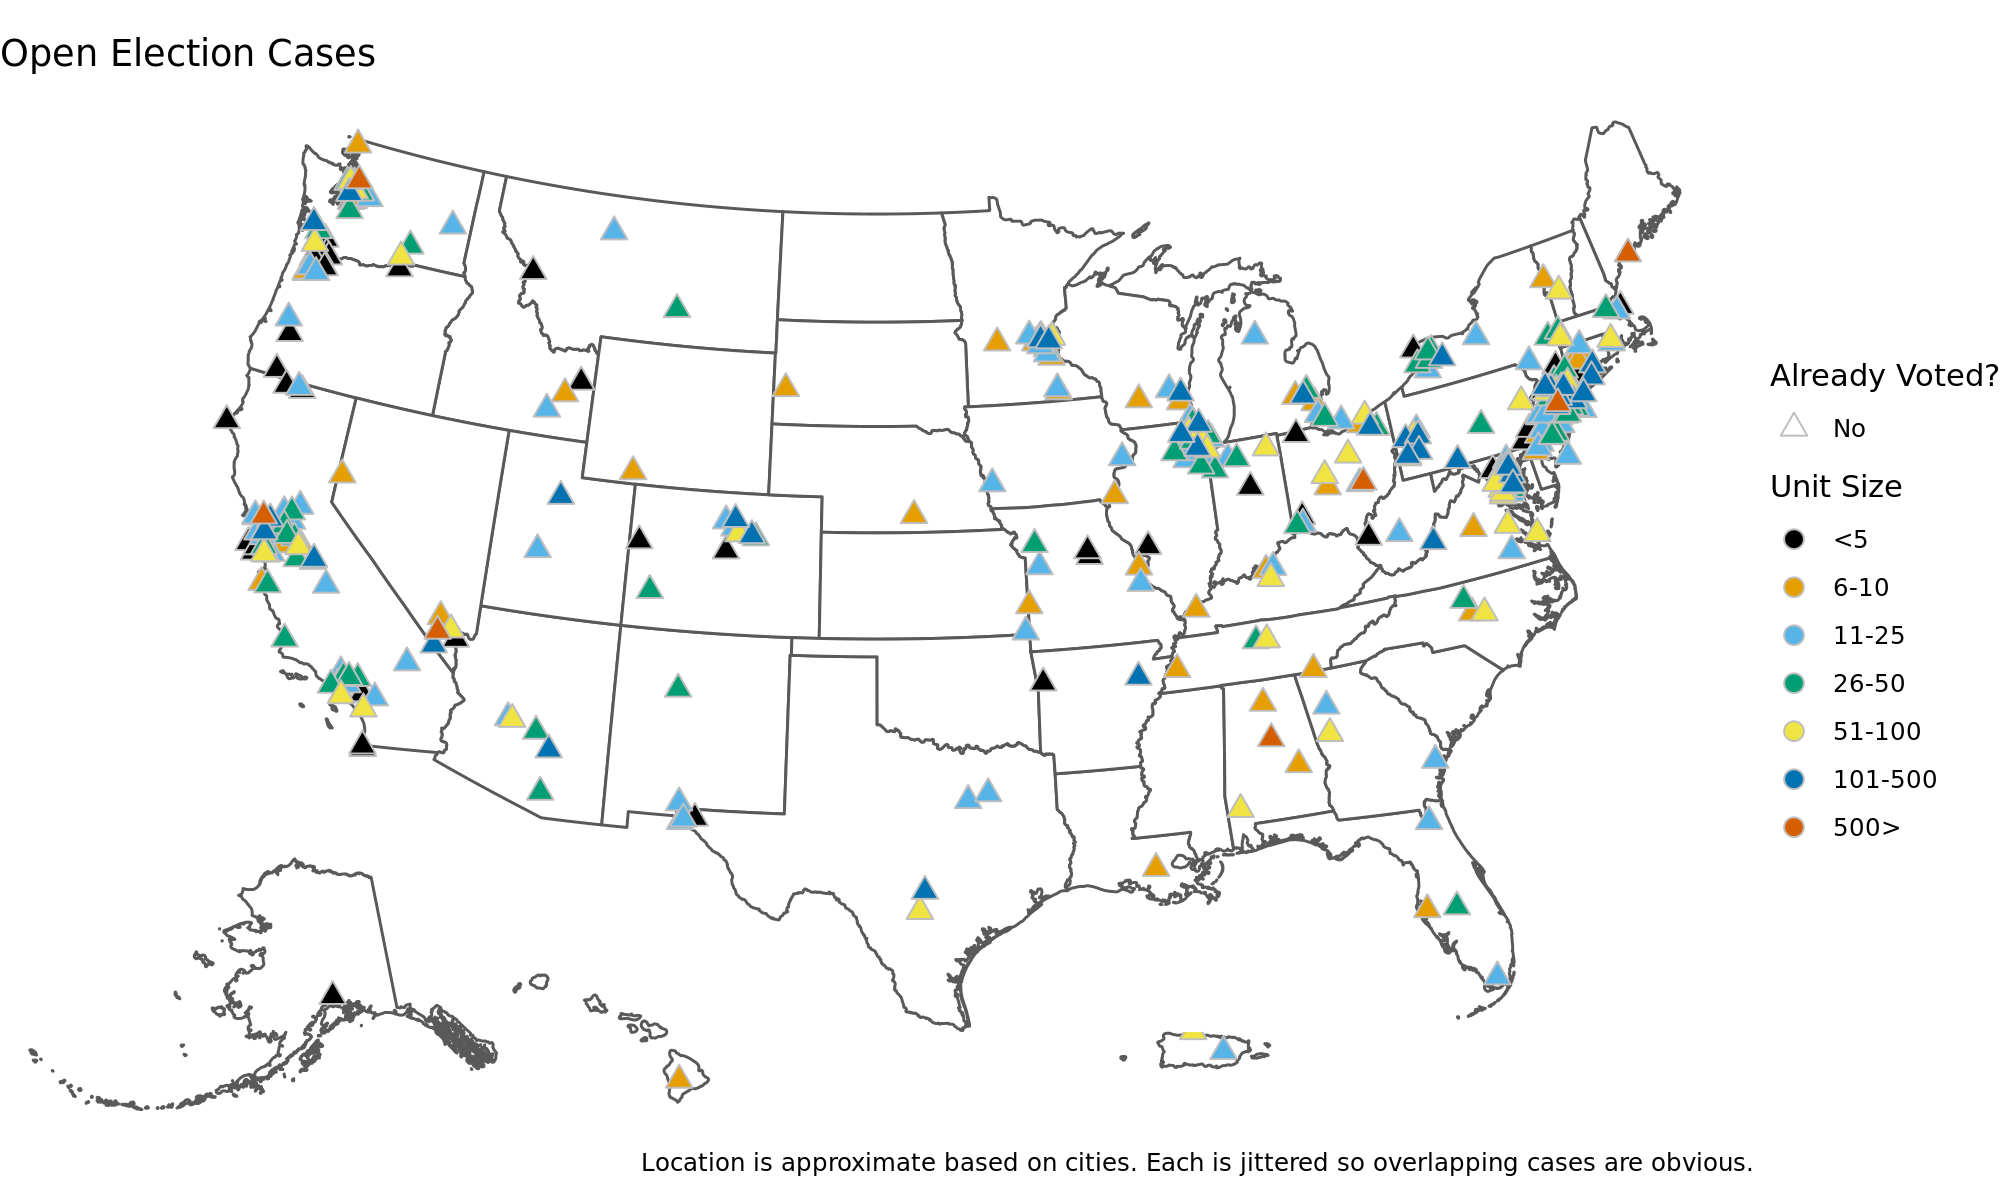 Open Election Cases
Already Voted?
No
Unit Size
<5
6-10
11-25
26-50
51-100
101-500
500>
Location is approximate based on cities. Each is jittered so overlapping cases are obvious.